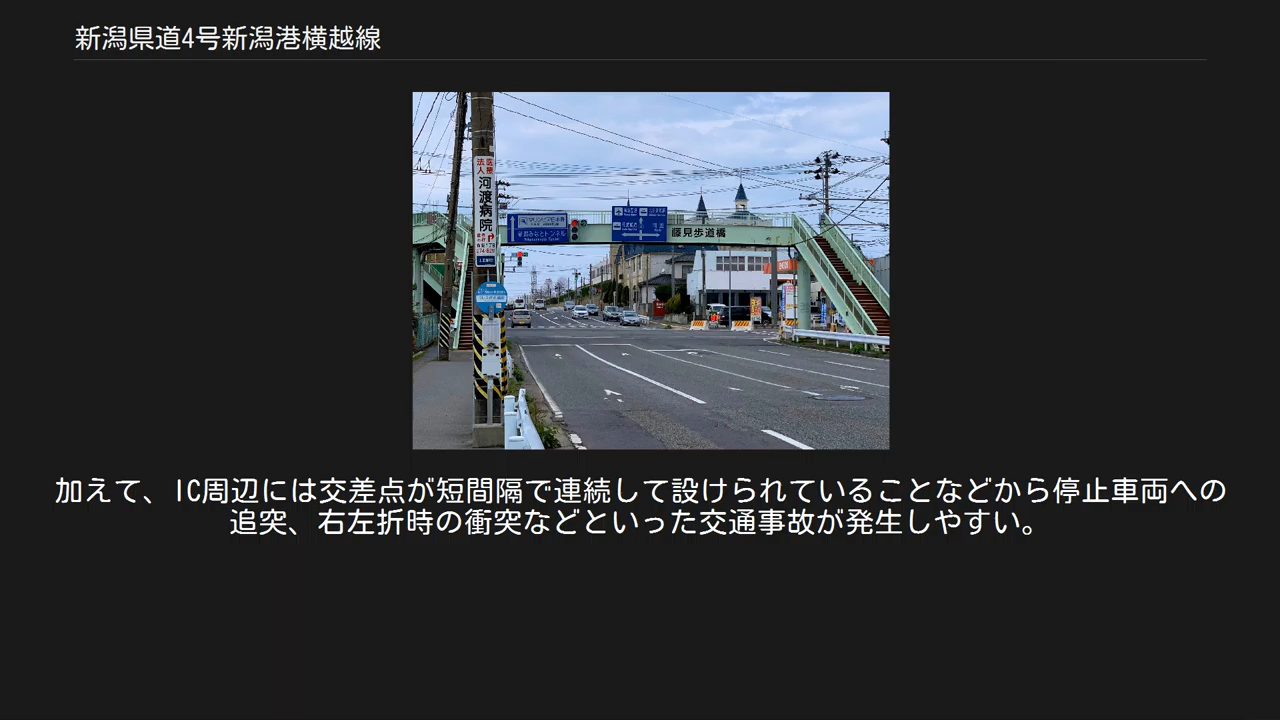 新潟県道4号新潟港横越線
医療
法人
河渡病院
藤見歩道橋
加えて、IC周辺には交差点が短間隔で連続して設けられていることなどから停止車両への
追突、右左折時の衝突などといった交通事故が発生しやすい。